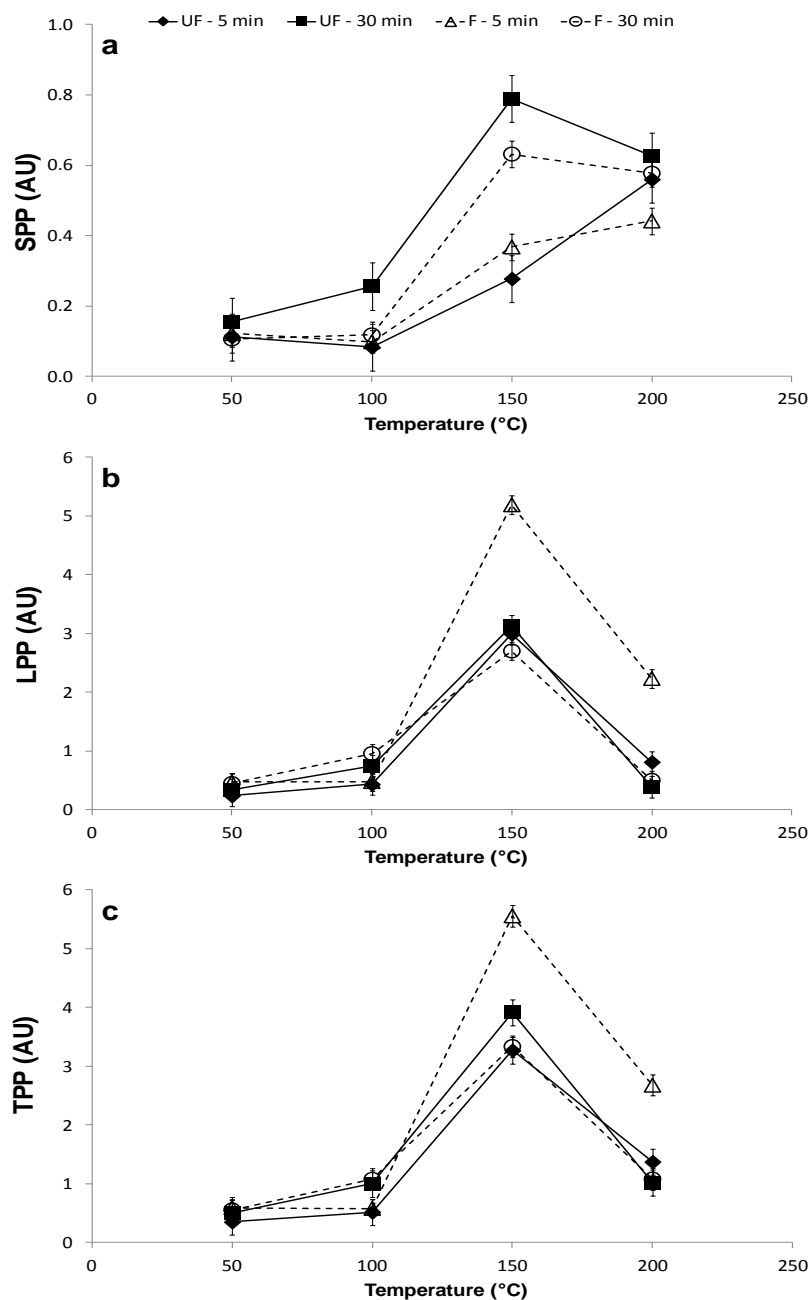 UF - 5 min UF - 30 min F - 5 min F - 30 min
a
1.0
0.8
0.6
0.4
0.2
0.0
SPP (AU)
0 50 100 150 200 250
Temperature (°C)
b
6
5
4
3
2
1
0
LPP (AU)
0 50 100 150 200 250
Temperature (°C)
c
6
5
4
3
2
1
0
TPP (AU)
0 50 100 150 200 250
Temperature (°C)